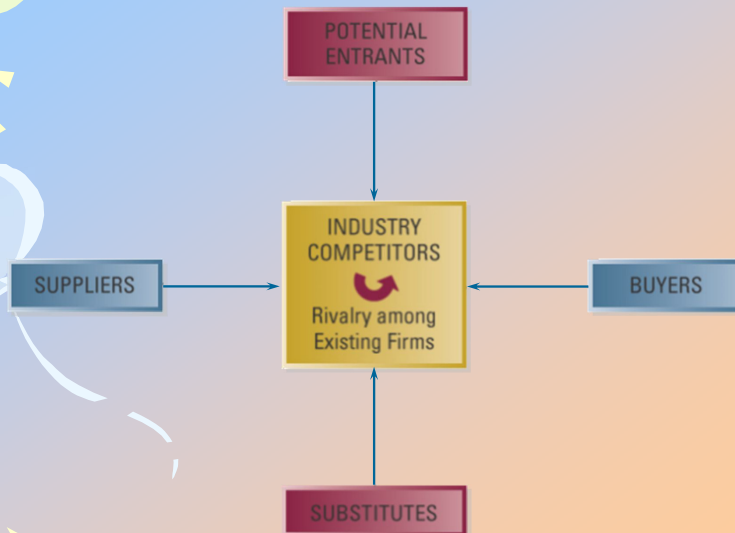 POTENTIAL
ENTRANTS
INDUSTRY
COMPETITORS
SUPPLIERS
BUYERS
Rivalry among
Existing Firms
SUBSTITUTES